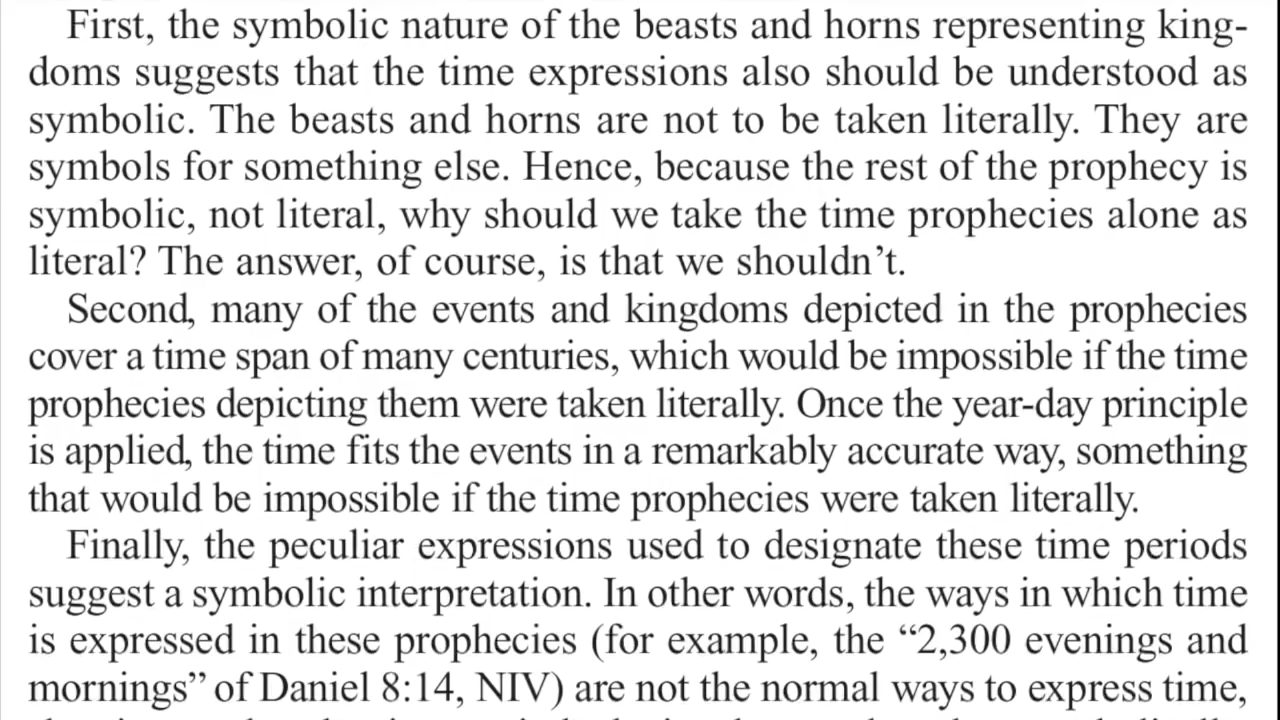 First, the symbolic nature of the beasts and horns representing king-
doms suggests that the time expressions also should be understood as
symbolic. The beasts and horns are not to be taken literally. They are
symbols for something else. Hence, because the rest of the prophecy is
symbolic, not literal, why should we take the time prophecies alone as
literal? The answer, of course, is that we shouldn’t.
Second, many of the events and kingdoms depicted in the prophecies
cover a time span of many centuries, which would be impossible if the time
prophecies depicting them were taken literally. Once the year-day principle
is applied, the time fits the events in a remarkably accurate way, something
that would be impossible if the time prophecies were taken literally.
Finally, the peculiar expressions used to designate these time periods
suggest a symbolic interpretation. In other words, the ways in which time
is expressed in these prophecies (for example, the “2,300 evenings and
mornings” of Daniel 8:14, NIV) are not the normal ways to express time,